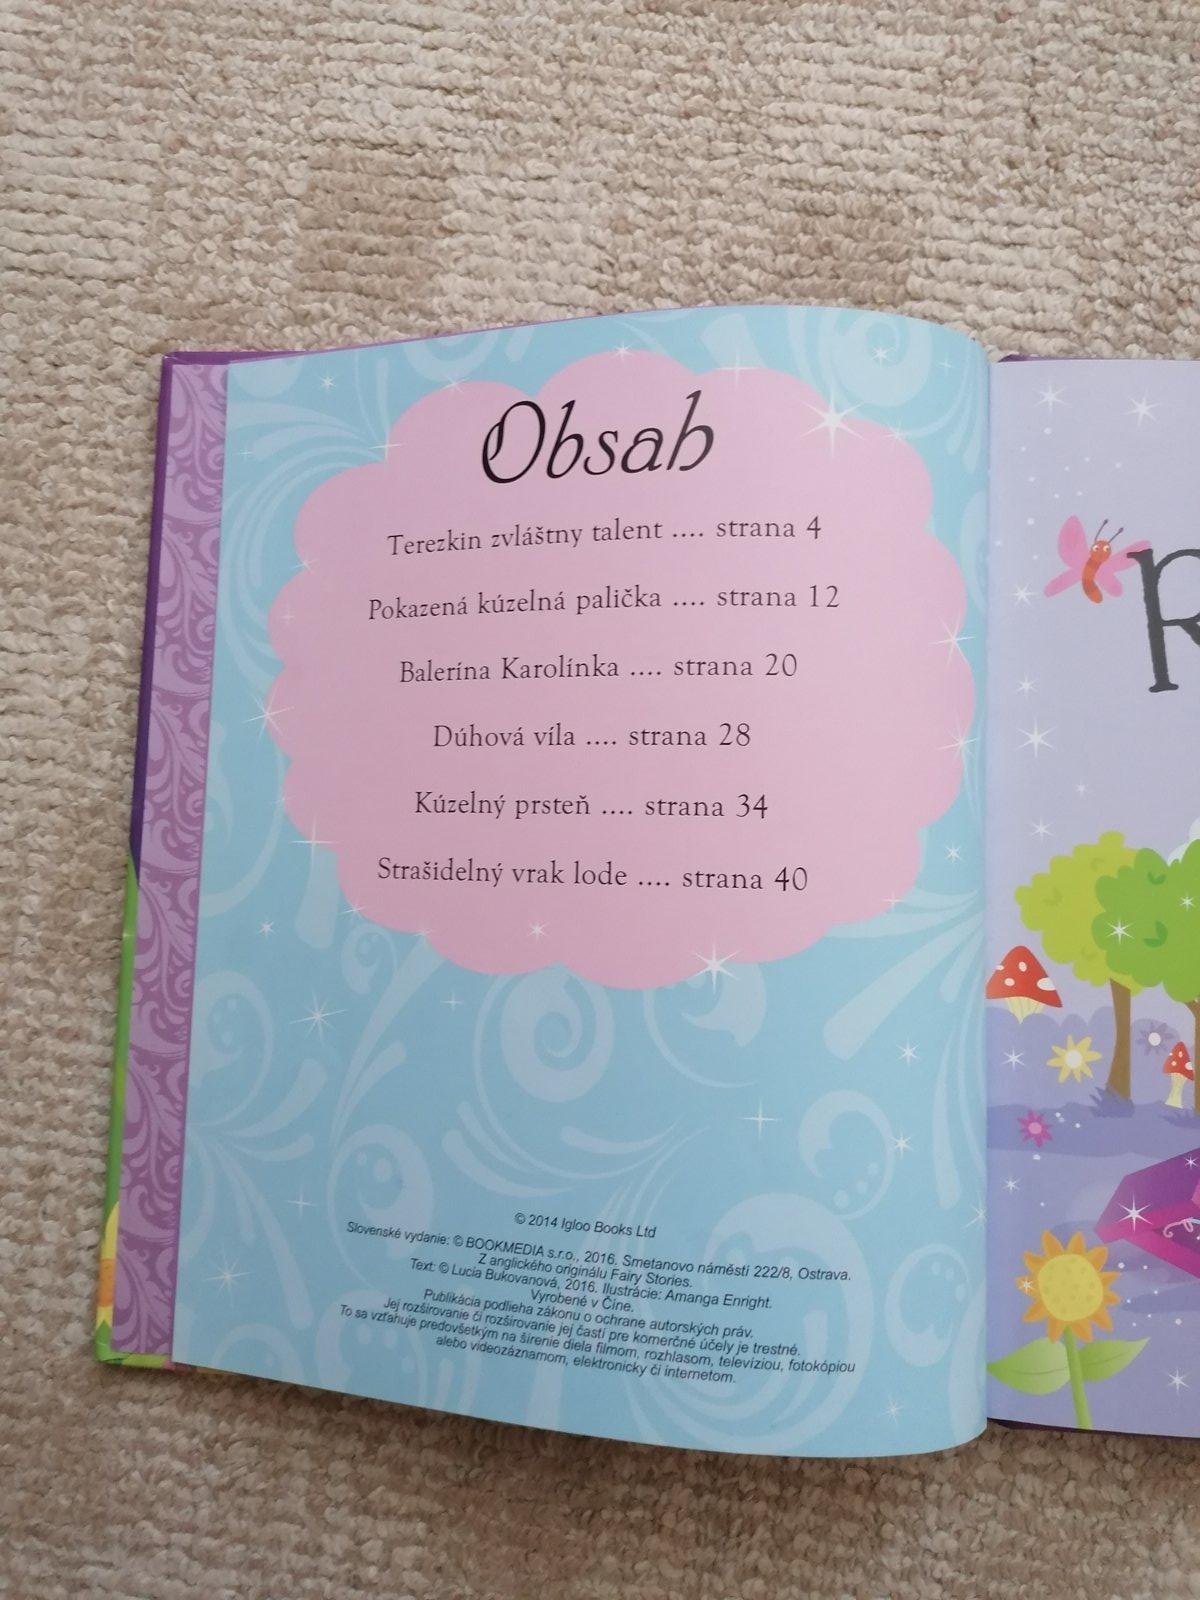 Obsah
Terezkin zvláštny talent .... strana 4
Pokazená kúzelná palička .... strana 12
Balerína Karolínka .... strana 20
Dúhová víla .... strana 28
Kúzelný prsteň .... strana 34
Strašidelný vrak lode .... strana 40
© 2014 Igloo Books Ltd
Slovenské vydanie: © BOOKMEDIA s.r.o., 2016. Smetanovo náměstí 222/8, Ostrava.
Z anglického originálu Fairy Stories.
Text: © Lucia Bukovanová, 2016. Ilustrácie: Amanga Enright.
Vyrobené v Číne.
Publikácia podlieha zákonu o ochrane autorských práv.
Jej rozširovanie či rozširovanie jej častí pre komerčné účely je trestné.
To sa vzťahuje predovšetkým na šírenie diela filmom, rozhlasom, televíziou, fotokópiou
alebo videozáznamom, elektronicky či internetom.